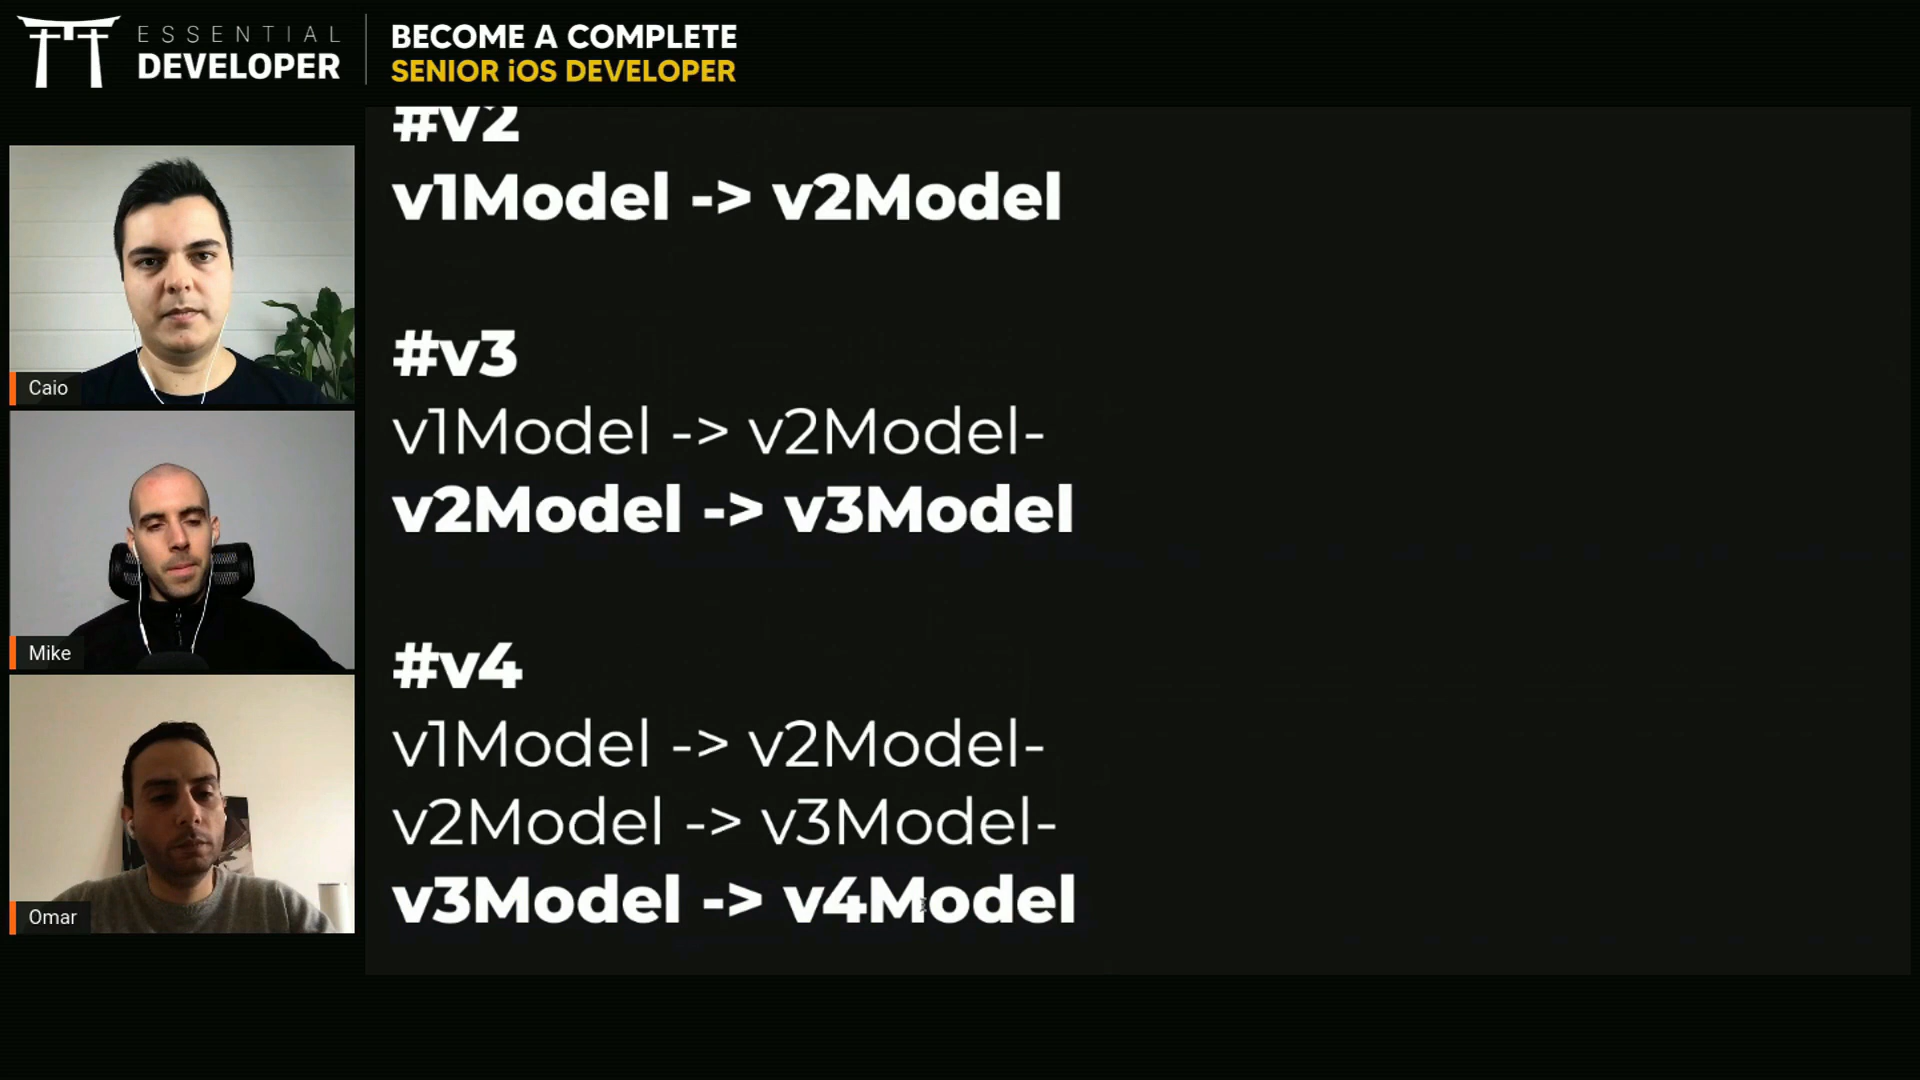 ESSENTIAL
DEVELOPER
BECOME A COMPLETE
SENIOR iOS DEVELOPER
Caio
Mike
Omar
#v2
v1Model -> v2Model
#v3
v1Model -> v2Model-
v2Model -> v3Model
#v4
v1Model -> v2Model-
v2Model -> v3Model-
v3Model -> v4Model